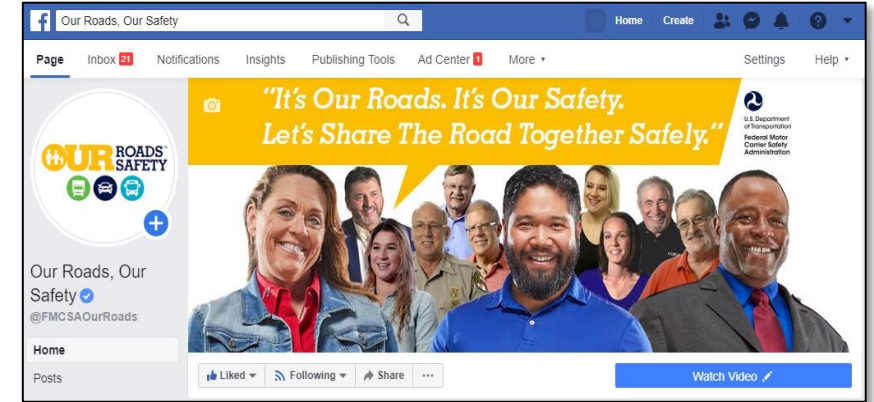 f Our Roads, Our Safety Home Create
Page Inbox 21 Notifications Insights Publishing Tools Ad Center 1 More Settings Help
"It's Our Roads. It's Our Safety.
Let's Share The Road Together Safely."
U.S. Department
of Transportation
Federal Motor
Carrier Safety
Administration
OUR ROADS™
SAFETY
Our Roads, Our
Safety
@FMCSAOurRoads
Home
Posts
Liked Following Share ...
Watch Video